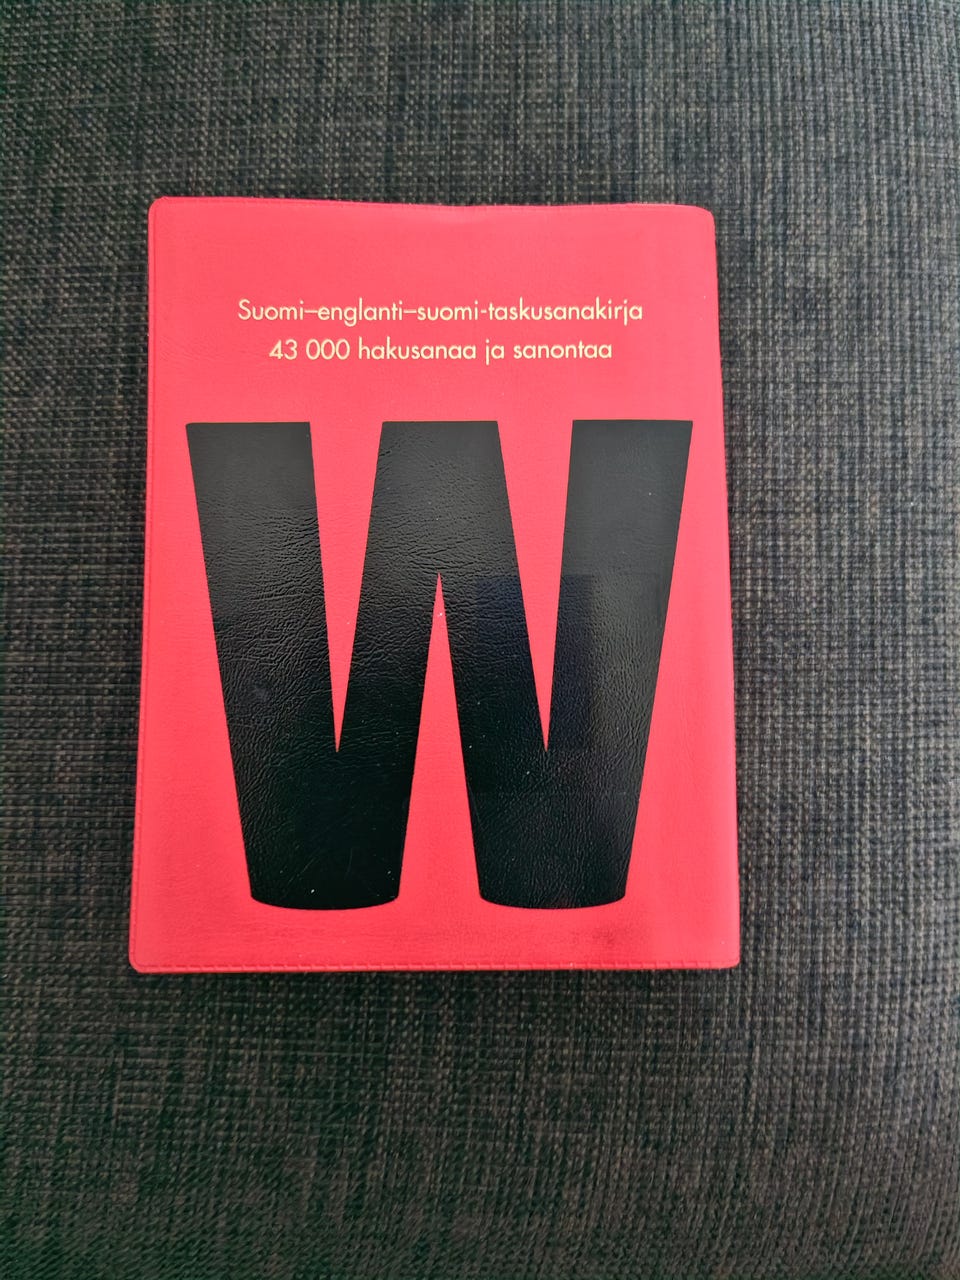 Suomi–englanti–suomi-taskusanakirja
43 000 hakusanaa ja sanontaa
W